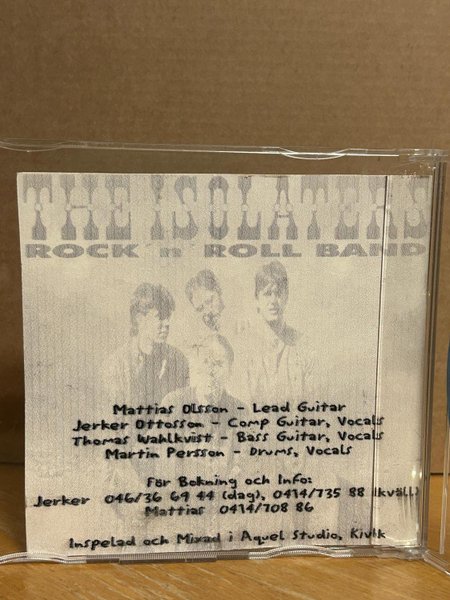 THE ISOLATERS
ROCK 'n' ROLL BAND
Mattias Olsson - Lead Guitar
Jerker Ottosson - Comp Guitar, Vocals
Thomas Wahlkvist - Bass Guitar, Vocals
Martin Persson - Drums, Vocals
För Bokning och Info:
Jerker 046/36 69 44 (dag), 0414/735 88 (kväll)
Mattias 0414/708 86
Inspelad och Mixad i Aquel Studio, Kivik